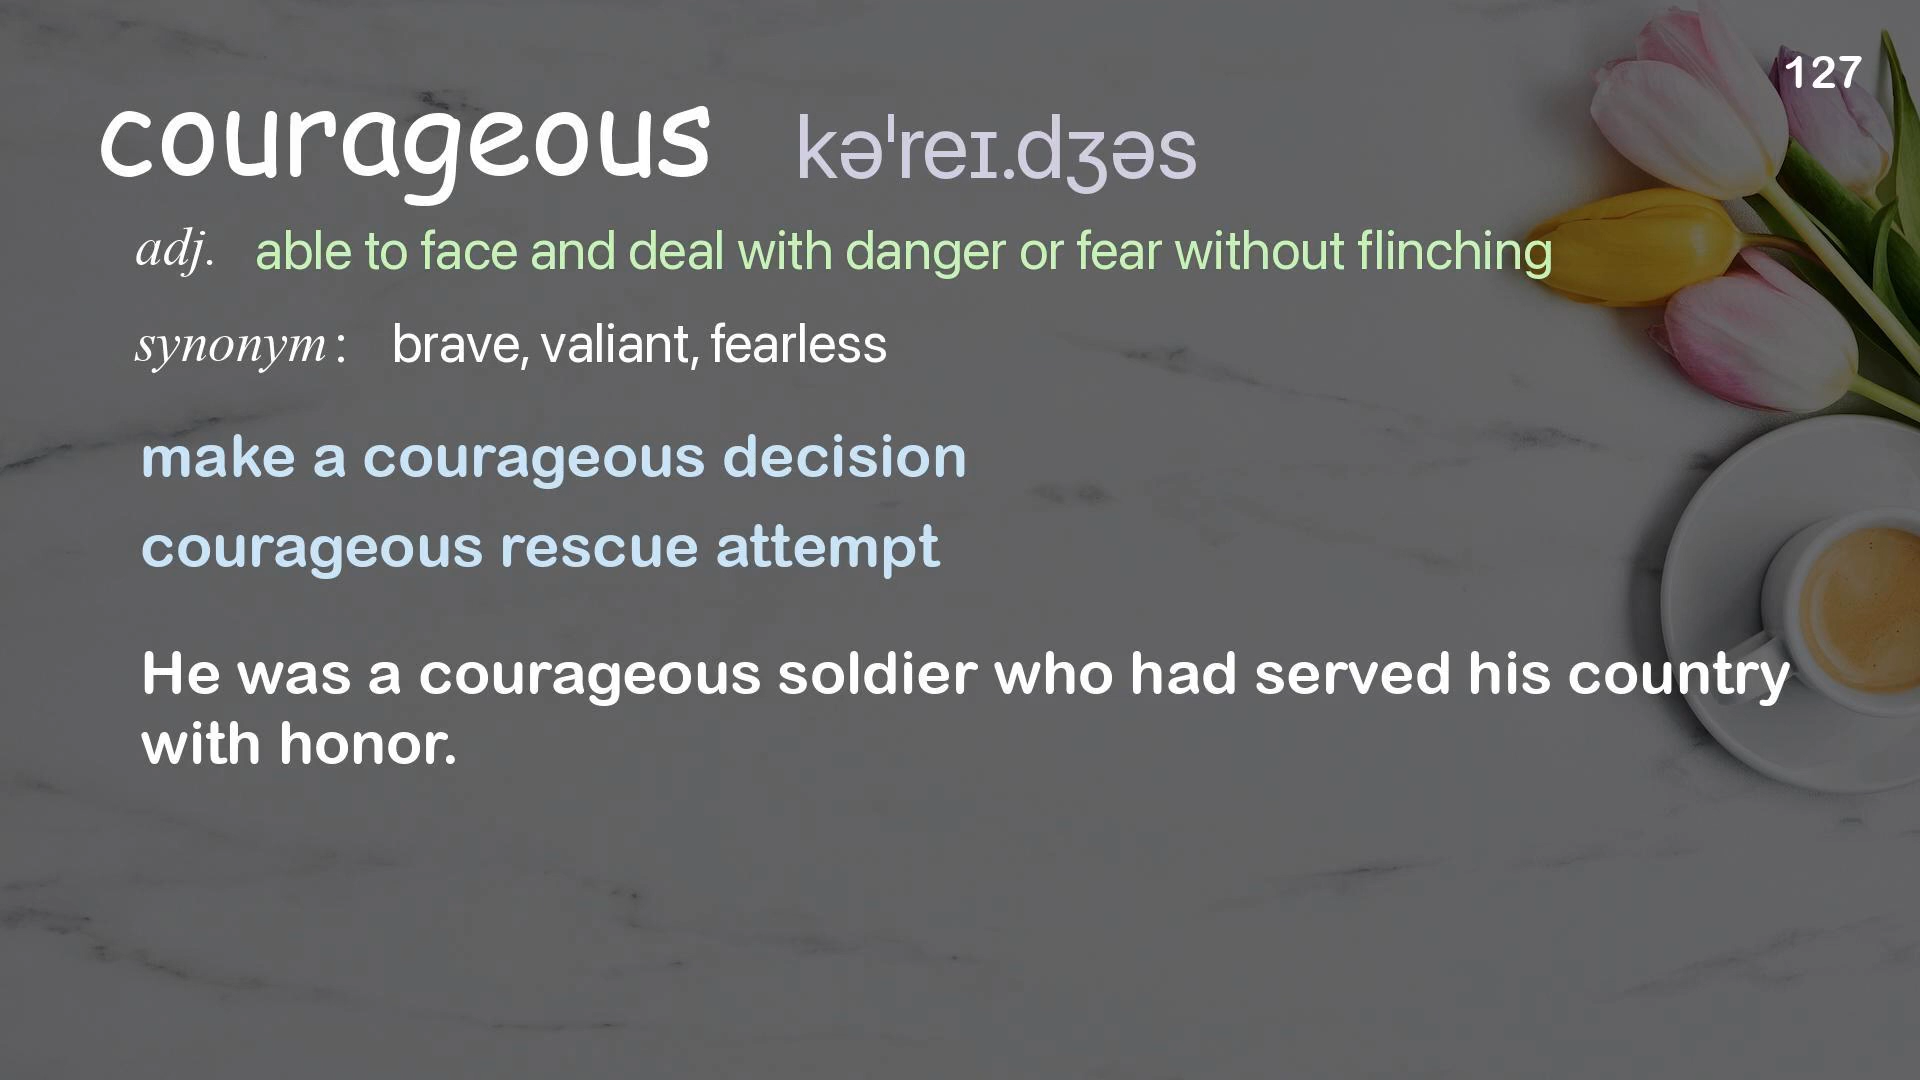 127
courageous kəˈreɪ.dʒəs
adj. able to face and deal with danger or fear without flinching
synonym: brave, valiant, fearless
make a courageous decision
courageous rescue attempt
He was a courageous soldier who had served his country
with honor.